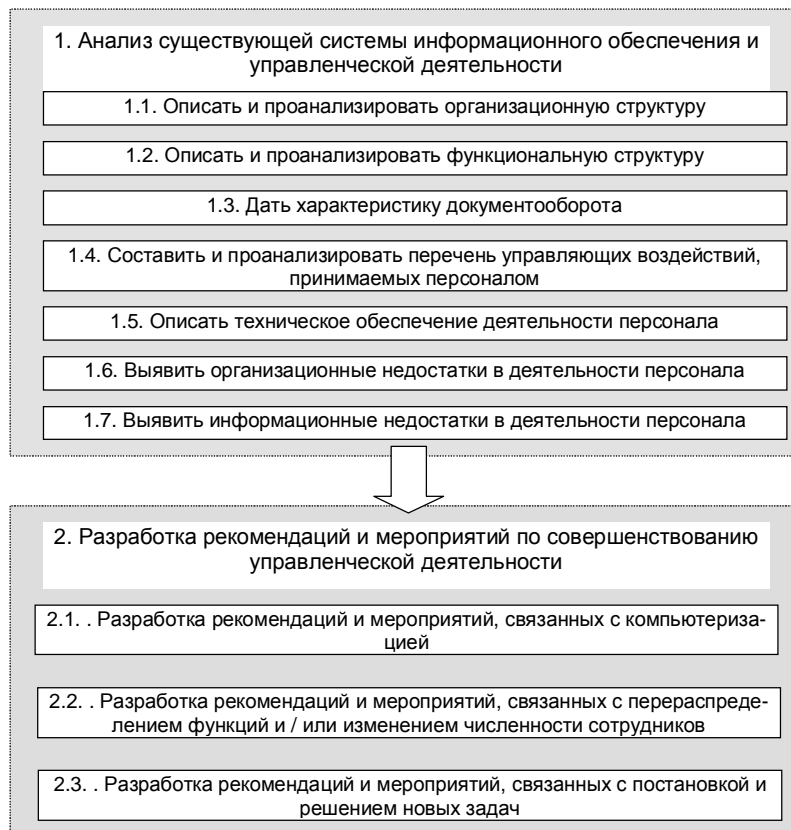 1. Анализ существующей системы информационного обеспечения и
управленческой деятельности
1.1. Описать и проанализировать организационную структуру
1.2. Описать и проанализировать функциональную структуру
1.3. Дать характеристику документооборота
1.4. Составить и проанализировать перечень управляющих воздействий,
принимаемых персоналом
1.5. Описать техническое обеспечение деятельности персонала
1.6. Выявить организационные недостатки в деятельности персонала
1.7. Выявить информационные недостатки в деятельности персонала
2. Разработка рекомендаций и мероприятий по совершенствованию
управленческой деятельности
2.1. . Разработка рекомендаций и мероприятий, связанных с компьютериза-
цией
2.2. . Разработка рекомендаций и мероприятий, связанных с перераспреде-
лением функций и / или изменением численности сотрудников
2.3. . Разработка рекомендаций и мероприятий, связанных с постановкой и
решением новых задач